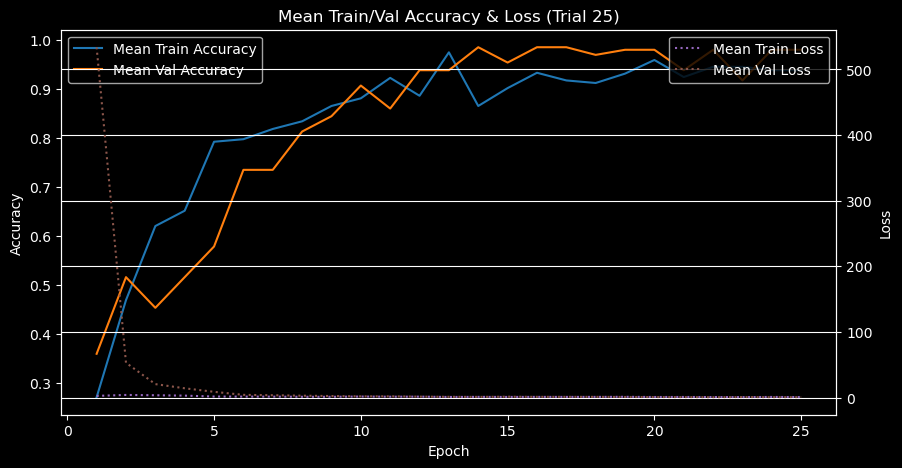 Mean Train/Val Accuracy & Loss (Trial 25)
Mean Train Accuracy
Mean Val Accuracy
Mean Train Loss
Mean Val Loss
1.0
0.9
0.8
0.7
0.6
0.5
0.4
0.3
Accuracy
500
400
300
200
100
0
Loss
0 5 10 15 20 25
Epoch